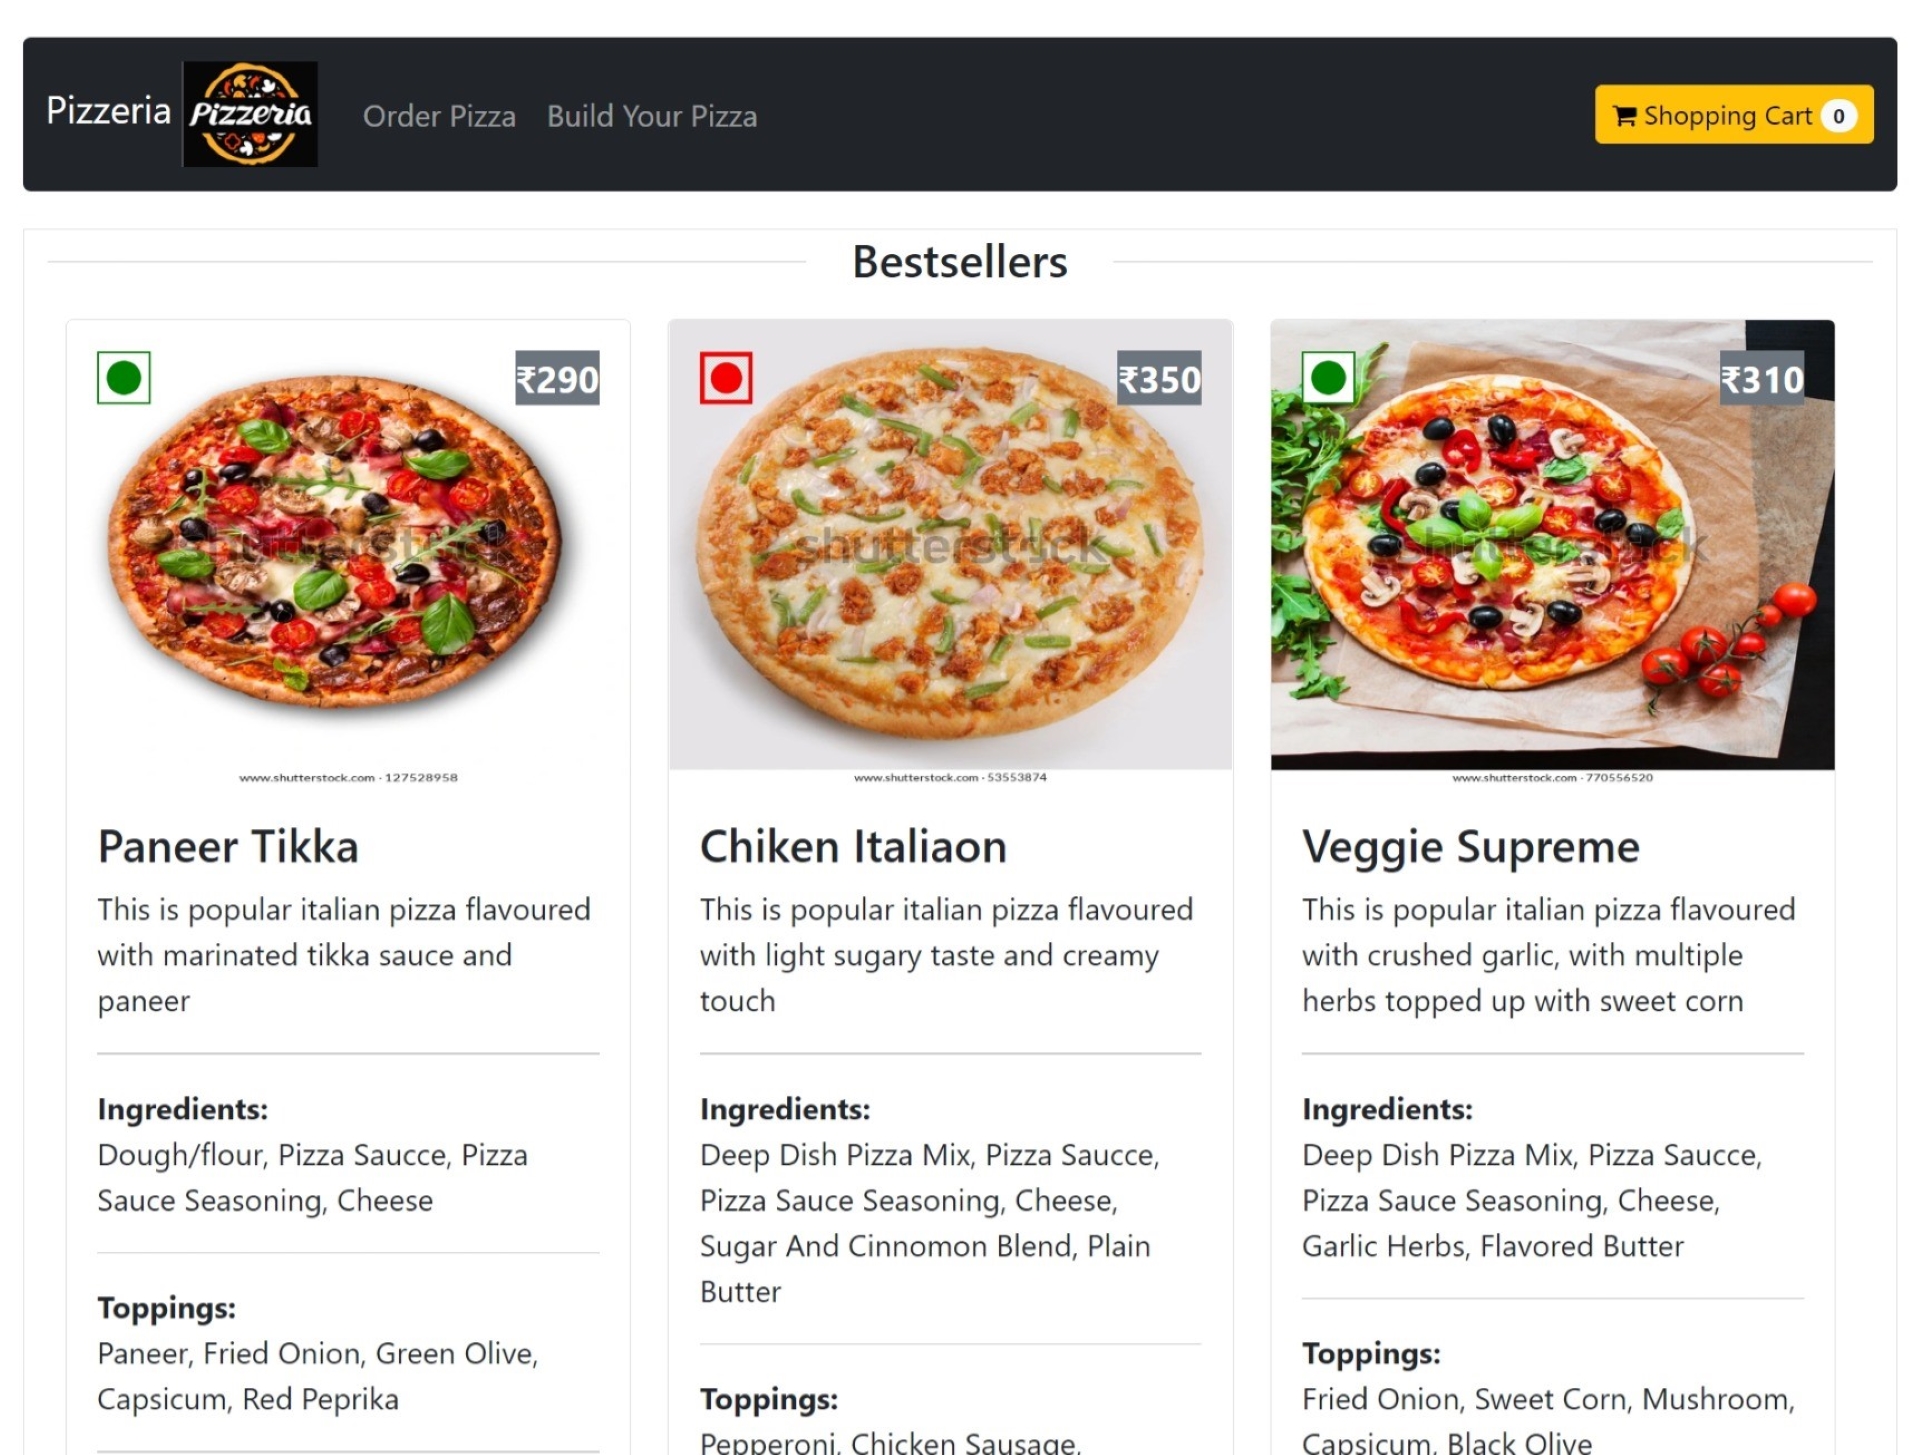 Pizzeria
Pizzeria
Order Pizza
Build Your Pizza
Shopping Cart 0
Bestsellers
₹290
shutterstock
www.shutterstock.com · 127528958
Paneer Tikka
This is popular italian pizza flavoured
with marinated tikka sauce and
paneer
Ingredients:
Dough/flour, Pizza Saucce, Pizza
Sauce Seasoning, Cheese
Toppings:
Paneer, Fried Onion, Green Olive,
Capsicum, Red Peprika
₹350
shutterstock
www.shutterstock.com · 53553874
Chiken Italiaon
This is popular italian pizza flavoured
with light sugary taste and creamy
touch
Ingredients:
Deep Dish Pizza Mix, Pizza Saucce,
Pizza Sauce Seasoning, Cheese,
Sugar And Cinnomon Blend, Plain
Butter
Toppings:
Pepperoni, Chicken Sausage,
₹310
shutterstock
www.shutterstock.com · 770556520
Veggie Supreme
This is popular italian pizza flavoured
with crushed garlic, with multiple
herbs topped up with sweet corn
Ingredients:
Deep Dish Pizza Mix, Pizza Saucce,
Pizza Sauce Seasoning, Cheese,
Garlic Herbs, Flavored Butter
Toppings:
Fried Onion, Sweet Corn, Mushroom,
Capsicum, Black Olive